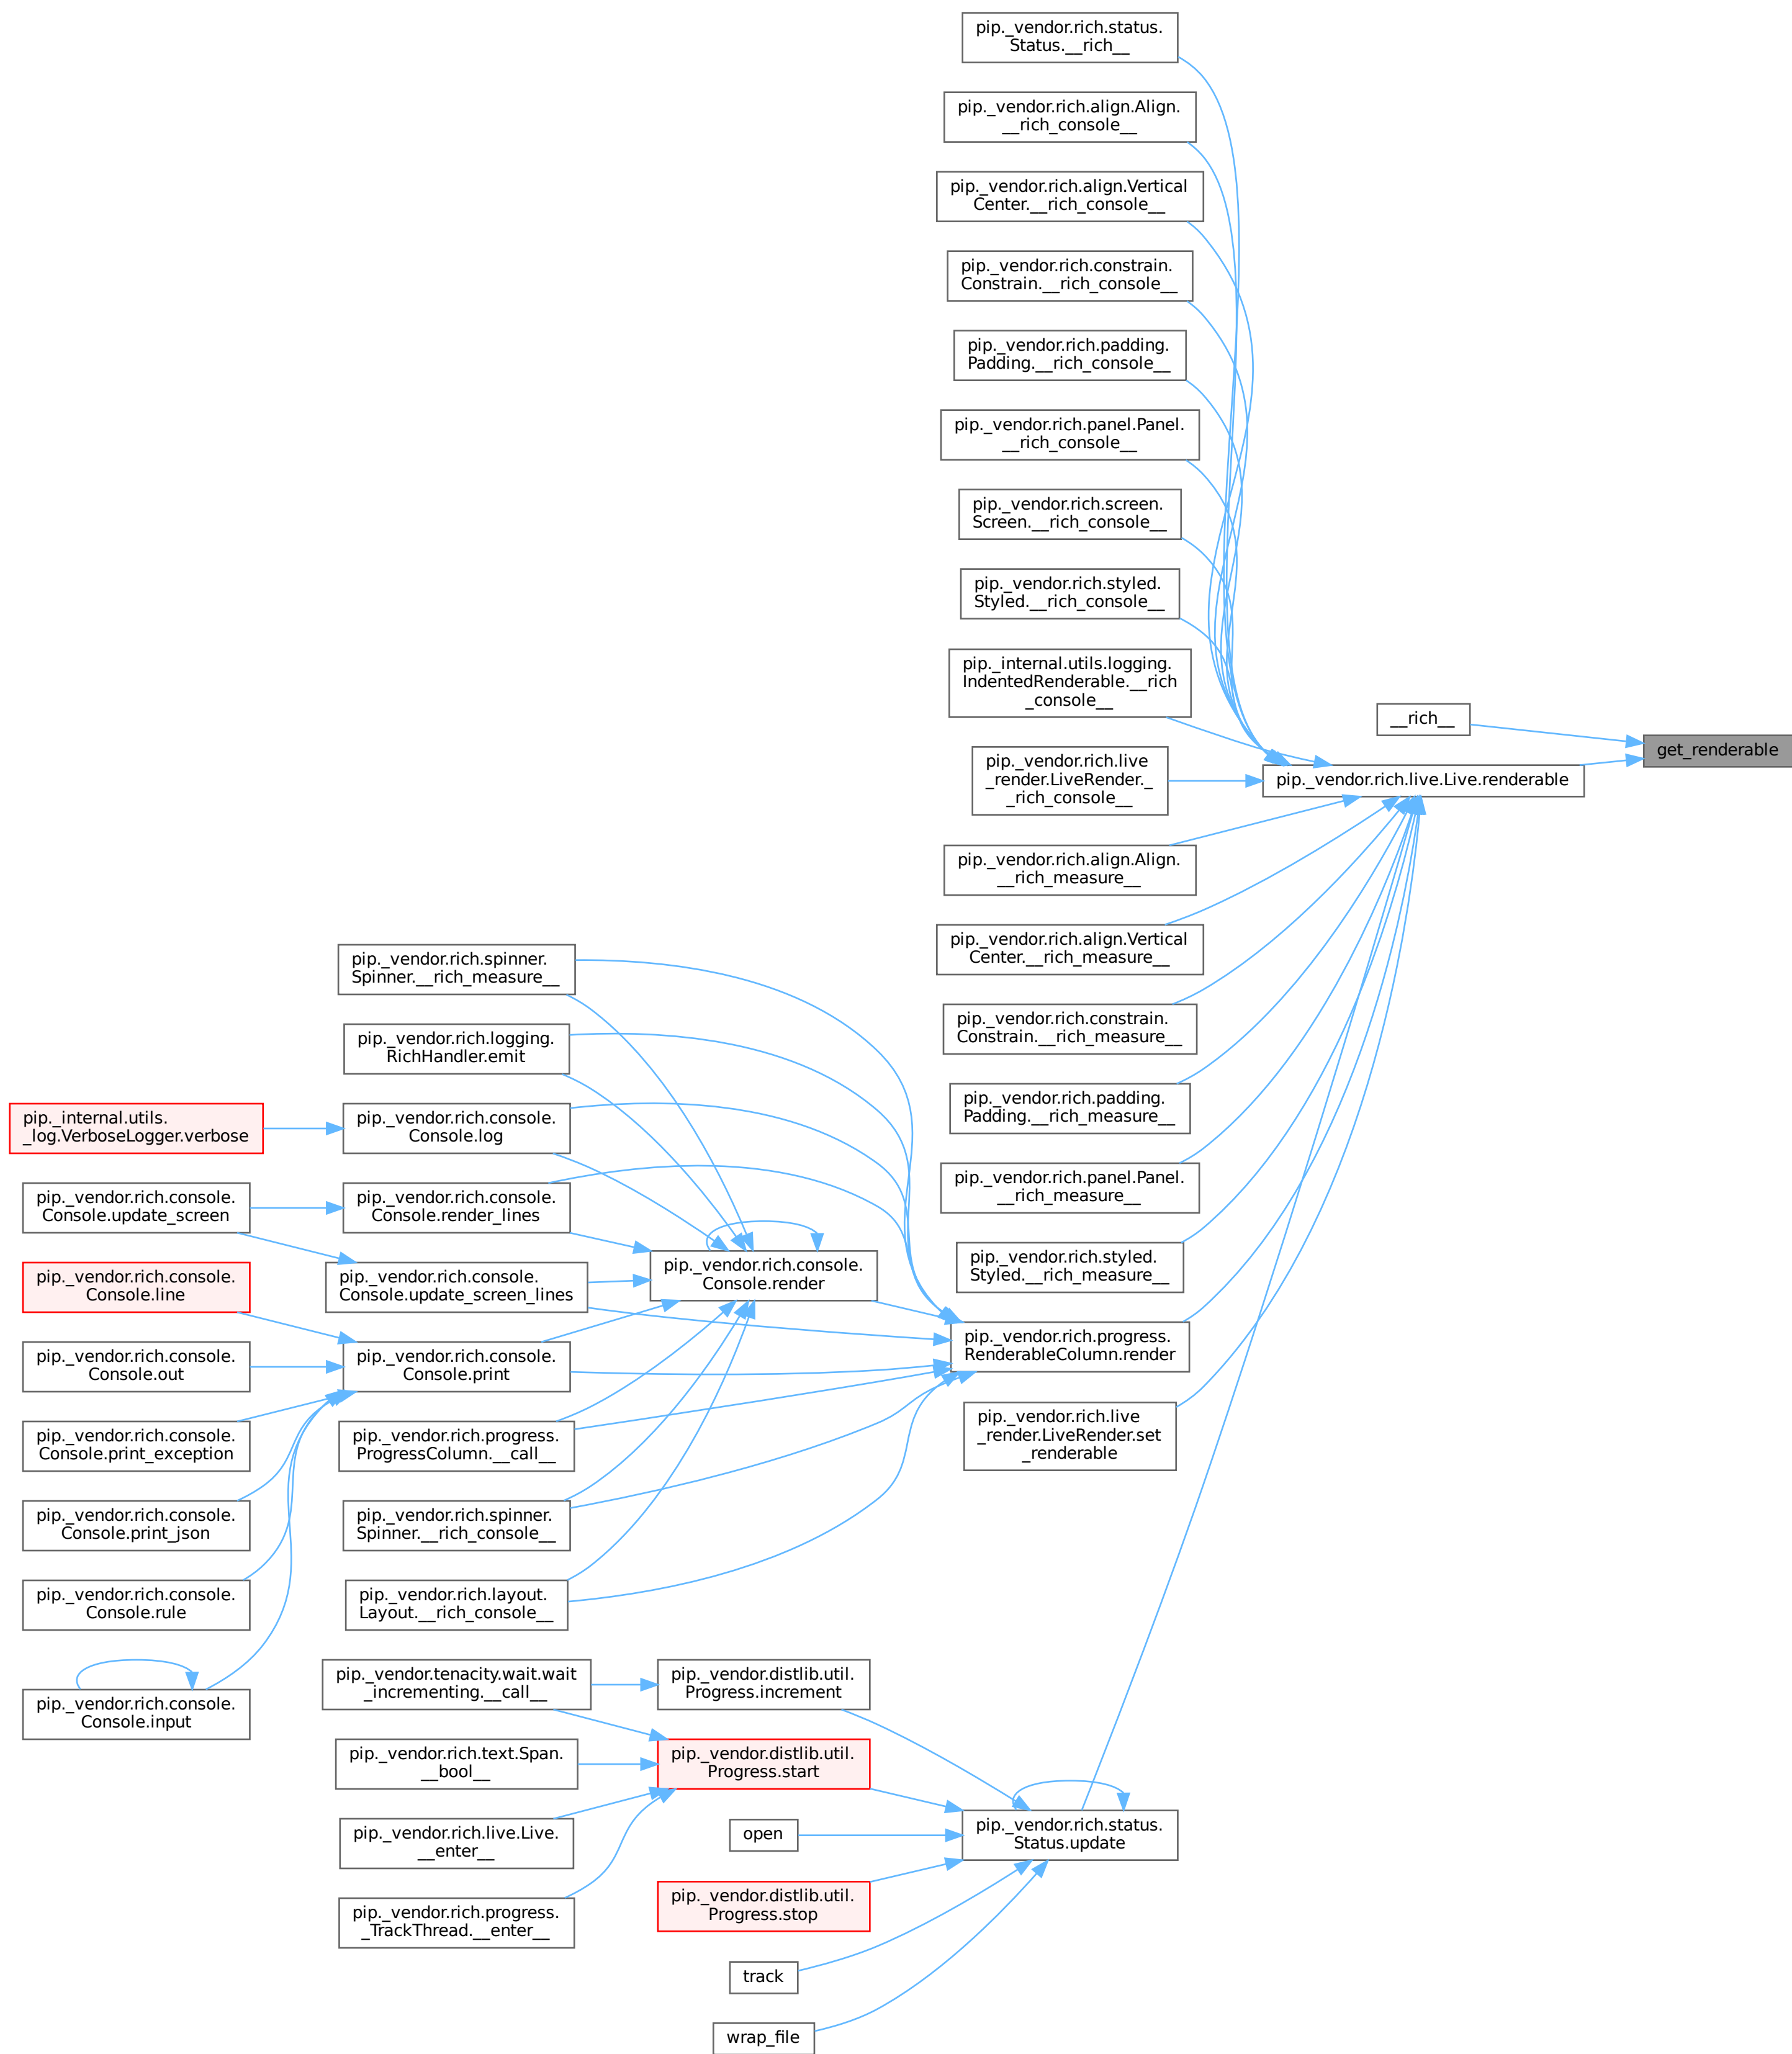 pip._vendor.rich.status.
Status.__rich__
pip._vendor.rich.align.Align.
__rich_console__
pip._vendor.rich.align.Vertical
Center.__rich_console__
pip._vendor.rich.constrain.
Constrain.__rich_console__
pip._vendor.rich.padding.
Padding.__rich_console__
pip._vendor.rich.panel.Panel.
__rich_console__
pip._vendor.rich.screen.
Screen.__rich_console__
pip._vendor.rich.styled.
Styled.__rich_console__
pip._internal.utils.logging.
IndentedRenderable.__rich
_console__
__rich__
get_renderable
pip._vendor.rich.live.Live.renderable
pip._vendor.rich.live
_render.LiveRender._
_rich_console__
pip._vendor.rich.align.Align.
__rich_measure__
pip._vendor.rich.align.Vertical
Center.__rich_measure__
pip._vendor.rich.constrain.
Constrain.__rich_measure__
pip._vendor.rich.padding.
Padding.__rich_measure__
pip._vendor.rich.panel.Panel.
__rich_measure__
pip._vendor.rich.styled.
Styled.__rich_measure__
pip._vendor.rich.progress.
RenderableColumn.render
pip._vendor.rich.live
_render.LiveRender.set
_renderable
pip._vendor.rich.spinner.
Spinner.__rich_measure__
pip._vendor.rich.logging.
RichHandler.emit
pip._internal.utils.
_log.VerboseLogger.verbose
pip._vendor.rich.console.
Console.log
pip._vendor.rich.console.
Console.update_screen
pip._vendor.rich.console.
Console.render_lines
pip._vendor.rich.console.
Console.render
pip._vendor.rich.console.
Console.line
pip._vendor.rich.console.
Console.update_screen_lines
pip._vendor.rich.console.
Console.out
pip._vendor.rich.console.
Console.print
pip._vendor.rich.console.
Console.print_exception
pip._vendor.rich.progress.
ProgressColumn.__call__
pip._vendor.rich.console.
Console.print_json
pip._vendor.rich.spinner.
Spinner.__rich_console__
pip._vendor.rich.console.
Console.rule
pip._vendor.rich.layout.
Layout.__rich_console__
pip._vendor.rich.console.
Console.input
pip._vendor.tenacity.wait.wait
_incrementing.__call__
pip._vendor.distlib.util.
Progress.increment
pip._vendor.rich.text.Span.
__bool__
pip._vendor.distlib.util.
Progress.start
pip._vendor.rich.live.Live.
__enter__
open
pip._vendor.rich.status.
Status.update
pip._vendor.rich.progress.
_TrackThread.__enter__
pip._vendor.distlib.util.
Progress.stop
track
wrap_file